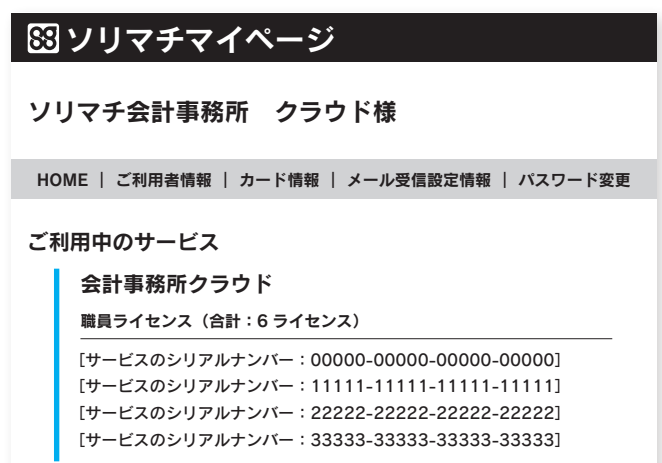 ソリマチマイページ
ソリマチ会計事務所　クラウド様
HOME ｜ ご利用者情報 ｜ カード情報 ｜ メール受信設定情報 ｜ パスワード変更
ご利用中のサービス
会計事務所クラウド
職員ライセンス（合計：6 ライセンス）
[サービスのシリアルナンバー：00000-00000-00000-00000]
[サービスのシリアルナンバー：11111-11111-11111-11111]
[サービスのシリアルナンバー：22222-22222-22222-22222]
[サービスのシリアルナンバー：33333-33333-33333-33333]